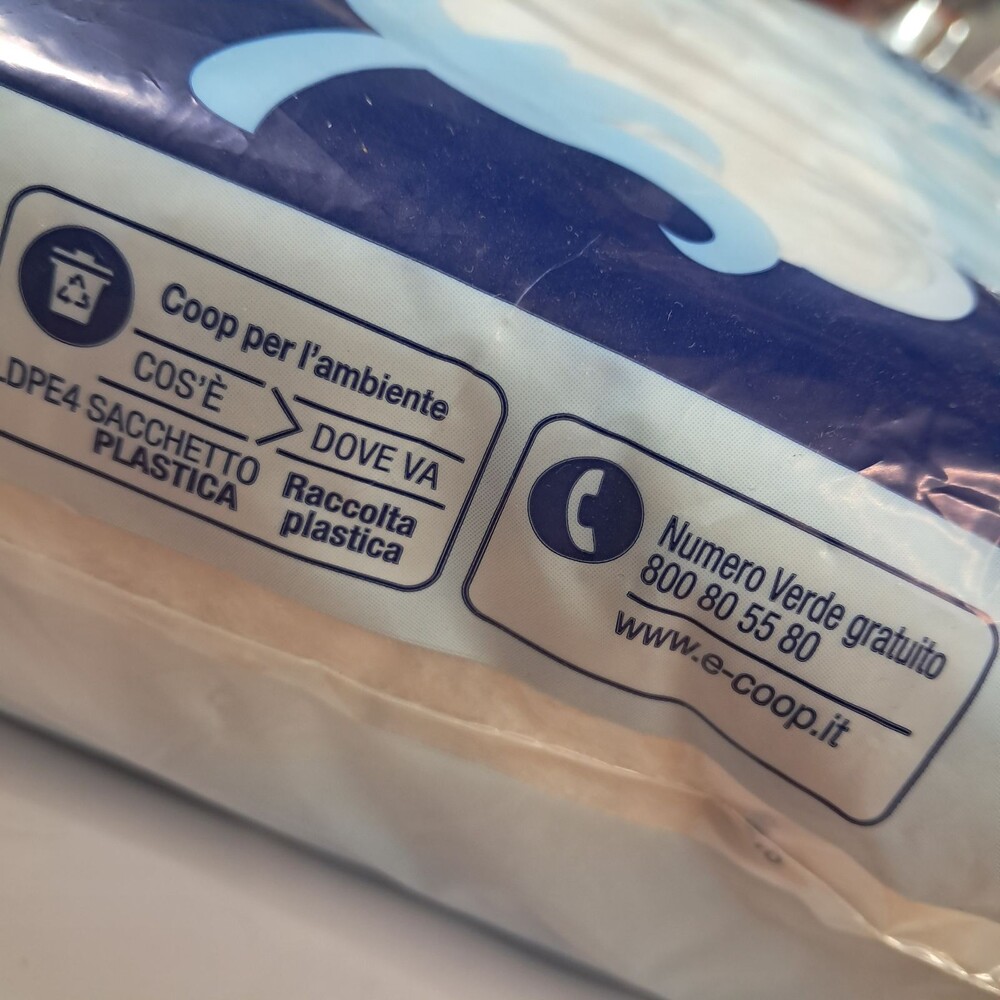 Coop per l'ambiente
COS'È
DOVE VA
LDPE4 SACCHETTO
PLASTICA
Raccolta
plastica
Numero Verde gratuito
800 80 55 80
www.e-coop.it